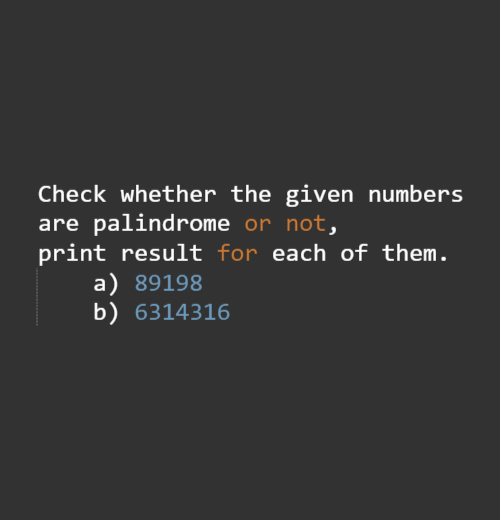 Check whether the given numbers
are palindrome or not,
print result for each of them.
a) 89198
b) 6314316